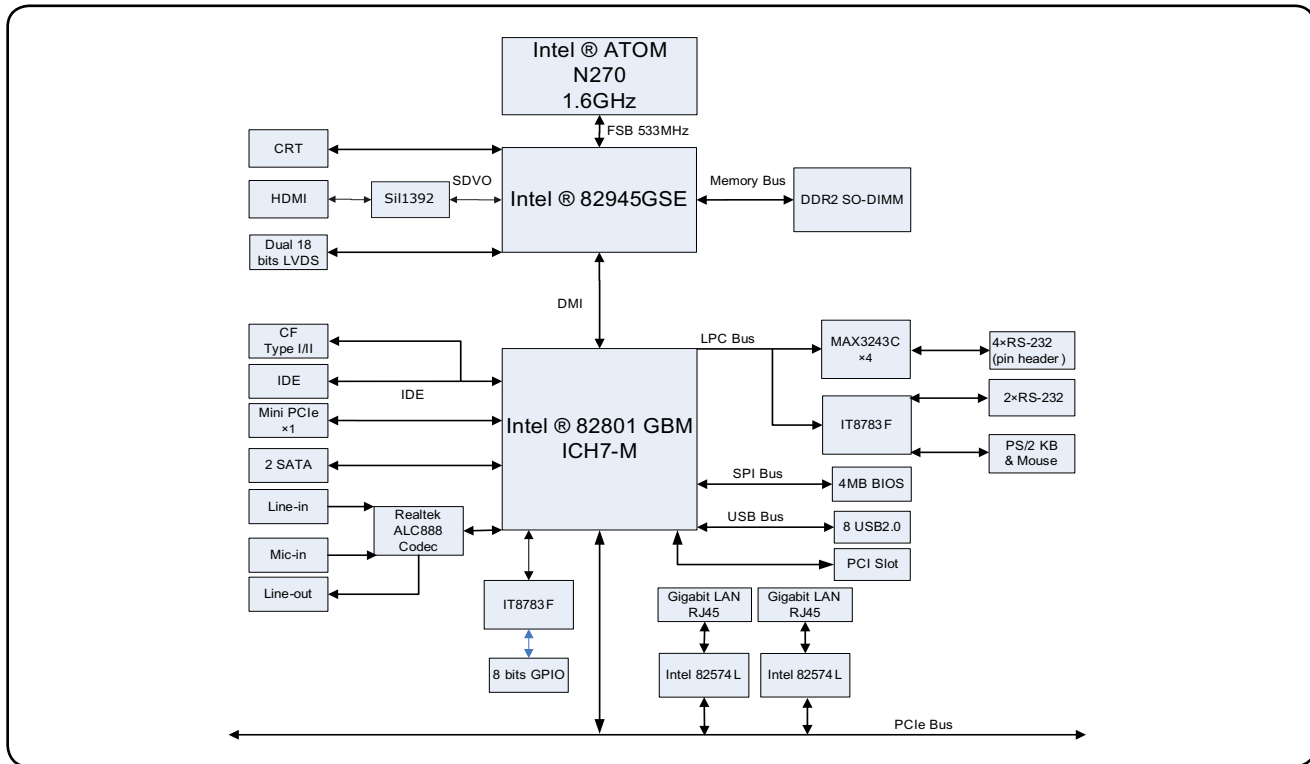 Intel ® ATOM
N270
1.6GHz
FSB 533MHz
CRT
SDVO
HDMI
SiI1392
Intel ® 82945GSE
Memory Bus
DDR2 SO-DIMM
Dual 18
bits LVDS
DMI
CF
Type I/II
LPC Bus
MAX3243C
×4
4×RS-232
(pin header)
IDE
IDE
Mini PCIe
×1
Intel ® 82801 GBM
ICH7-M
IT8783F
2×RS-232
PS/2 KB
& Mouse
2 SATA
SPI Bus
4MB BIOS
Line-in
Realtek
ALC888
Codec
USB Bus
8 USB2.0
Mic-in
PCI Slot
Line-out
IT8783F
Gigabit LAN
RJ45
Gigabit LAN
RJ45
8 bits GPIO
Intel 82574L
Intel 82574L
PCIe Bus